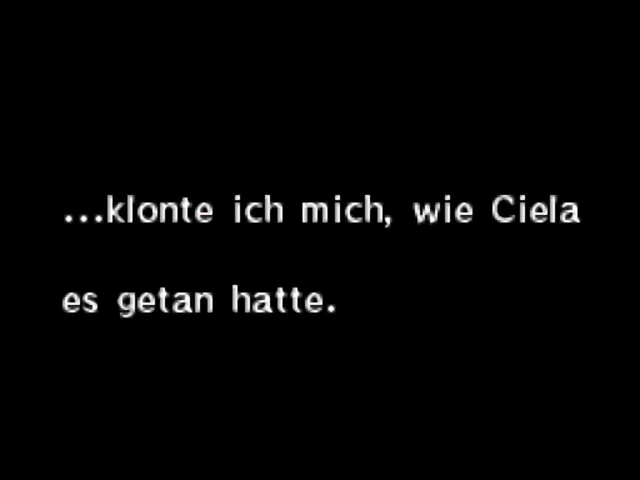 ...klonte ich mich, wie Ciela
es getan hatte.